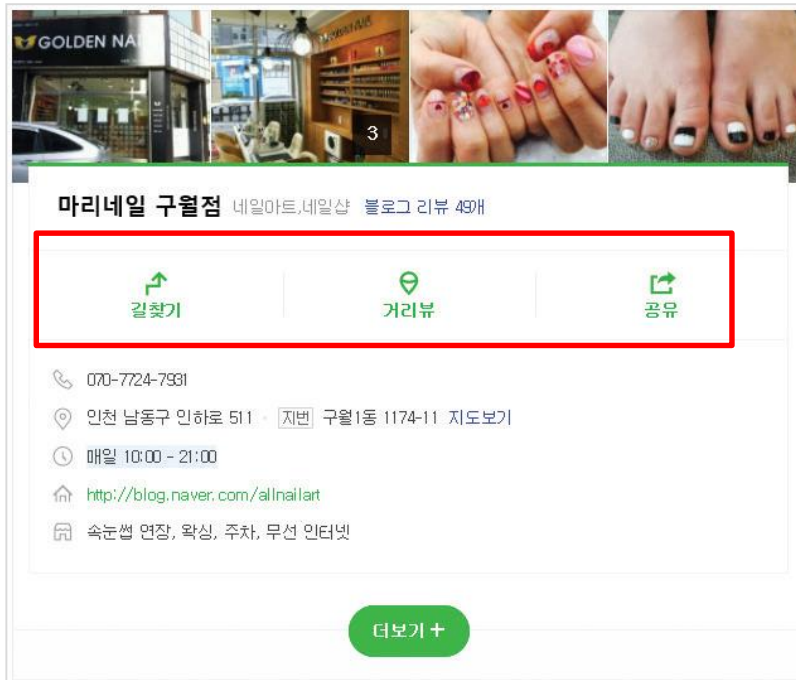 GOLDEN NAI
3
마리네일 구월점 네일아트,네일샵 블로그 리뷰 49개
길찾기 거리뷰 공유
070-7724-7931
인천 남동구 인하로 511 · 지번 구월1동 1174-11 지도보기
매일 10:00 - 21:00
http://blog.naver.com/allnailart
속눈썹 연장, 왁싱, 주차, 무선 인터넷
더보기 +